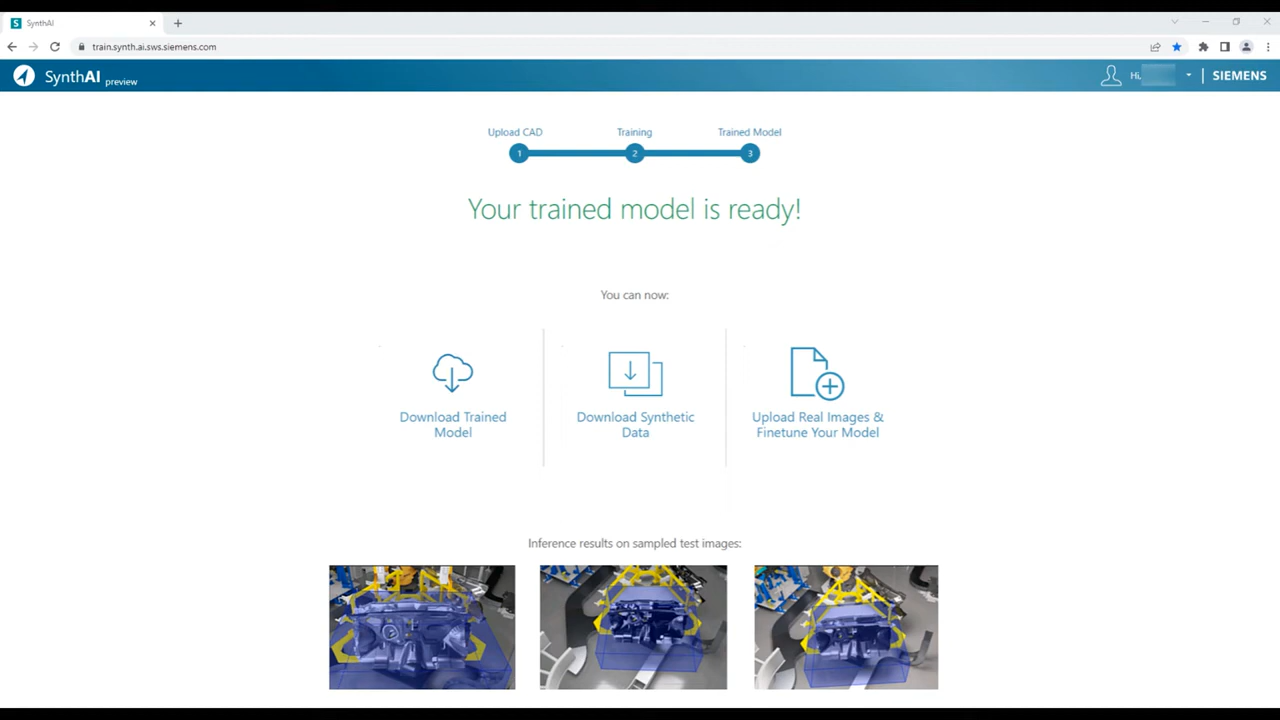 SynthAI
train.synth.ai.sws.siemens.com
SynthAI preview
Hi,
SIEMENS
Upload CAD
Training
Trained Model
1
2
3
Your trained model is ready!
You can now:
Download Trained
Model
Download Synthetic
Data
Upload Real Images &
Finetune Your Model
Inference results on sampled test images: